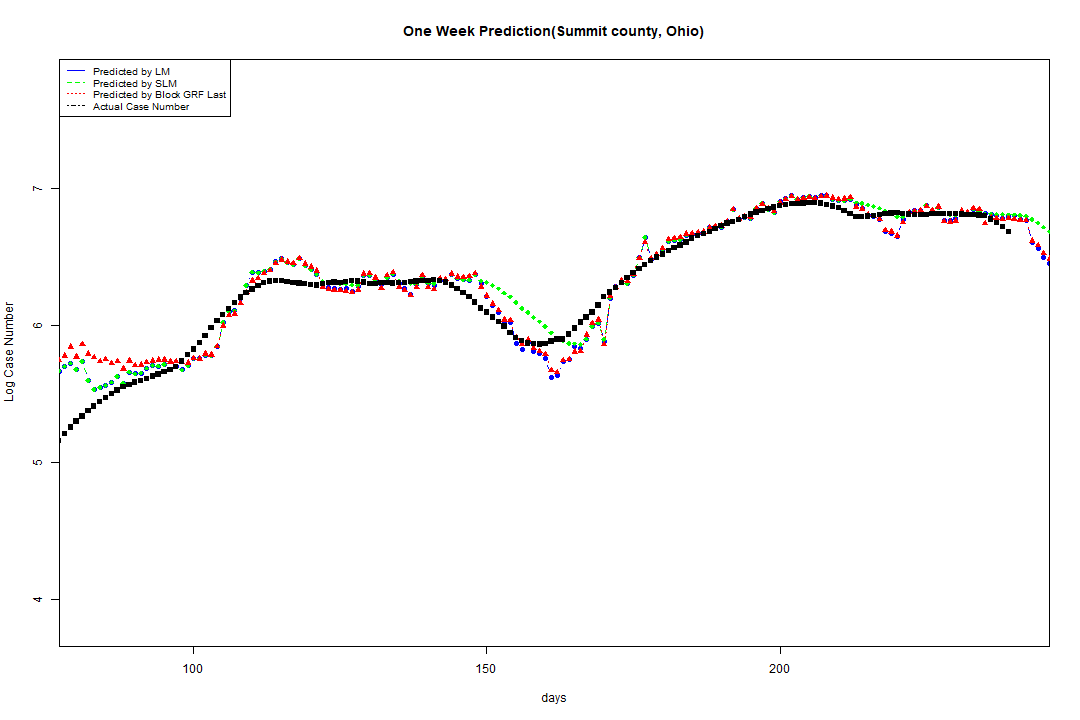 One Week Prediction(Summit county, Ohio)
Predicted by LM
Predicted by SLM
Predicted by Block GRF Last
Actual Case Number
7
6
5
4
Log Case Number
100 150 200
days